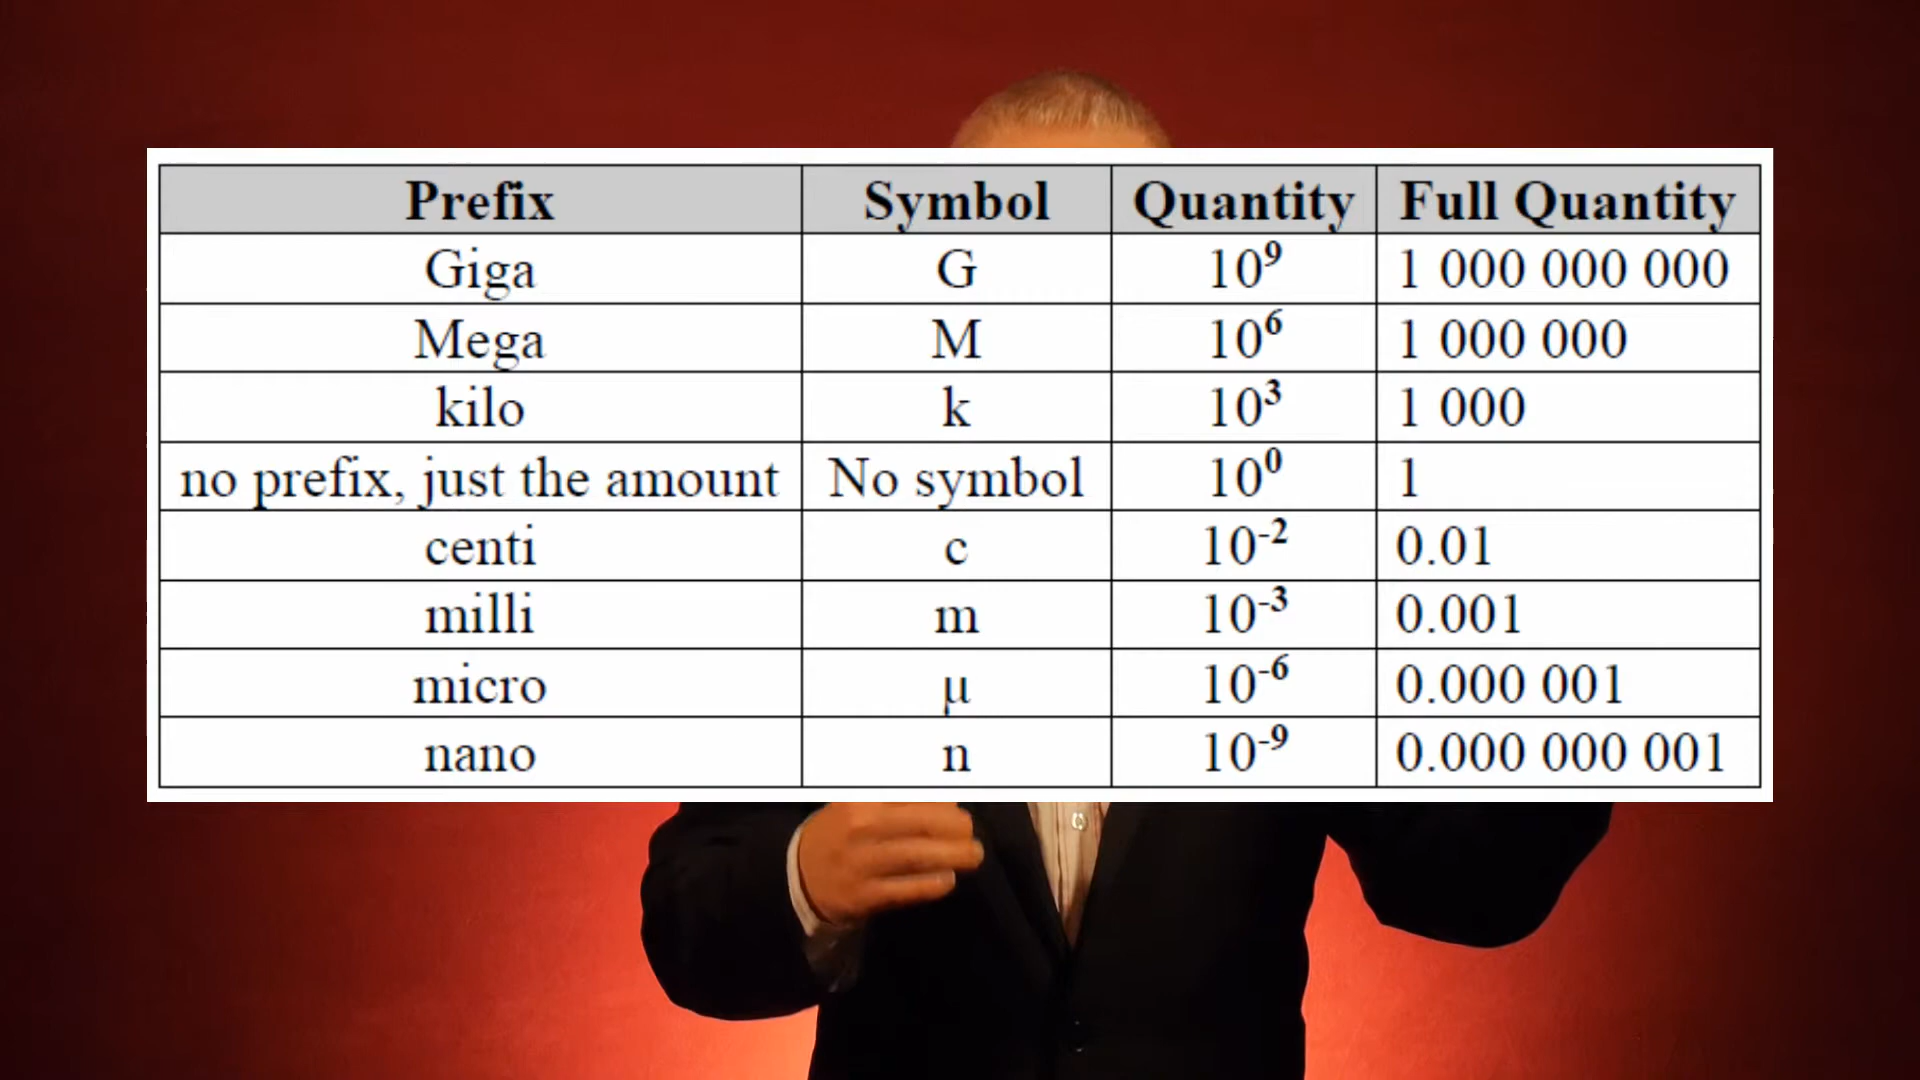 Prefix Symbol Quantity Full Quantity
Giga G 10⁹ 1 000 000 000
Mega M 10⁶ 1 000 000
kilo k 10³ 1 000
no prefix, just the amount No symbol 10⁰ 1
centi c 10⁻² 0.01
milli m 10⁻³ 0.001
micro μ 10⁻⁶ 0.000 001
nano n 10⁻⁹ 0.000 000 001